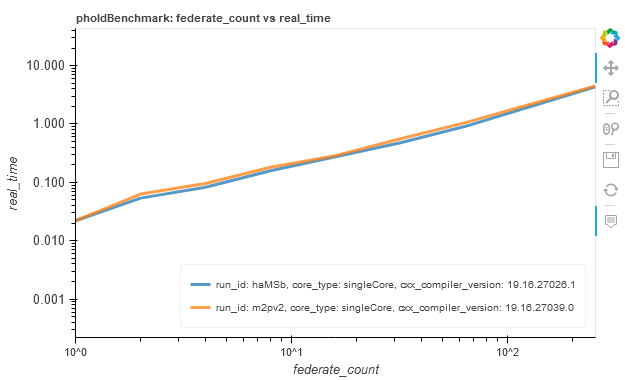 pholdBenchmark: federate_count vs real_time
10.000
1.000
0.100
0.010
0.001
real_time
run_id: haMSb, core_type: singleCore, cxx_compiler_version: 19.16.27026.1
run_id: m2pv2, core_type: singleCore, cxx_compiler_version: 19.16.27039.0
10^0
10^1
10^2
federate_count